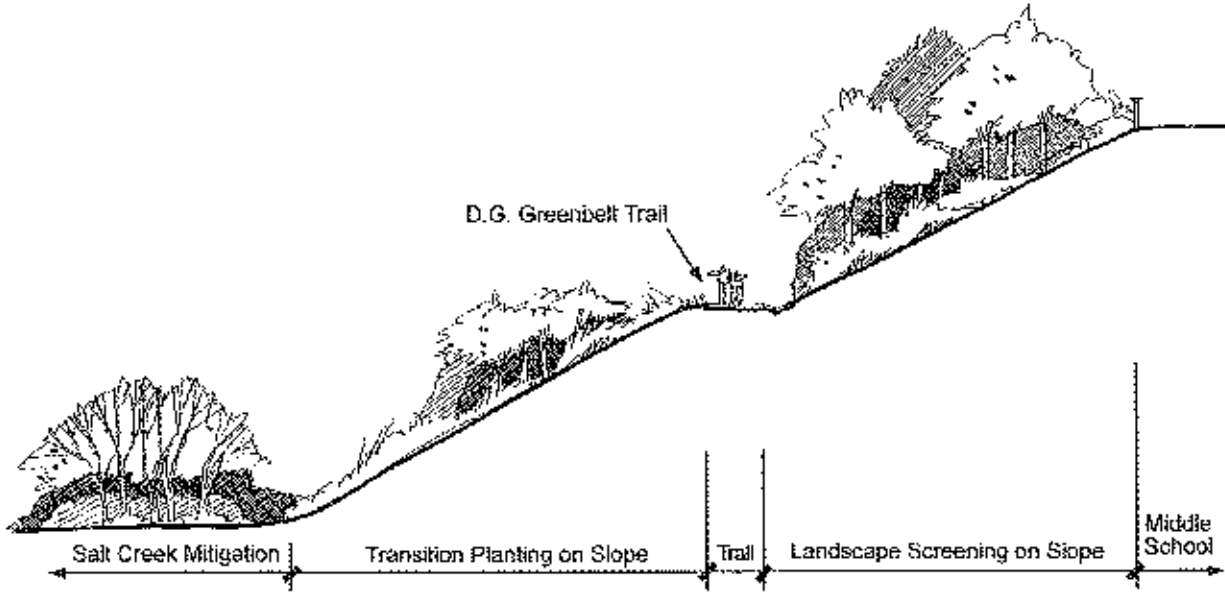 D.G. Greenbelt Trail
Salt Creek Mitigation
Transition Planting on Slope
Trail
Landscape Screening on Slope
Middle
School